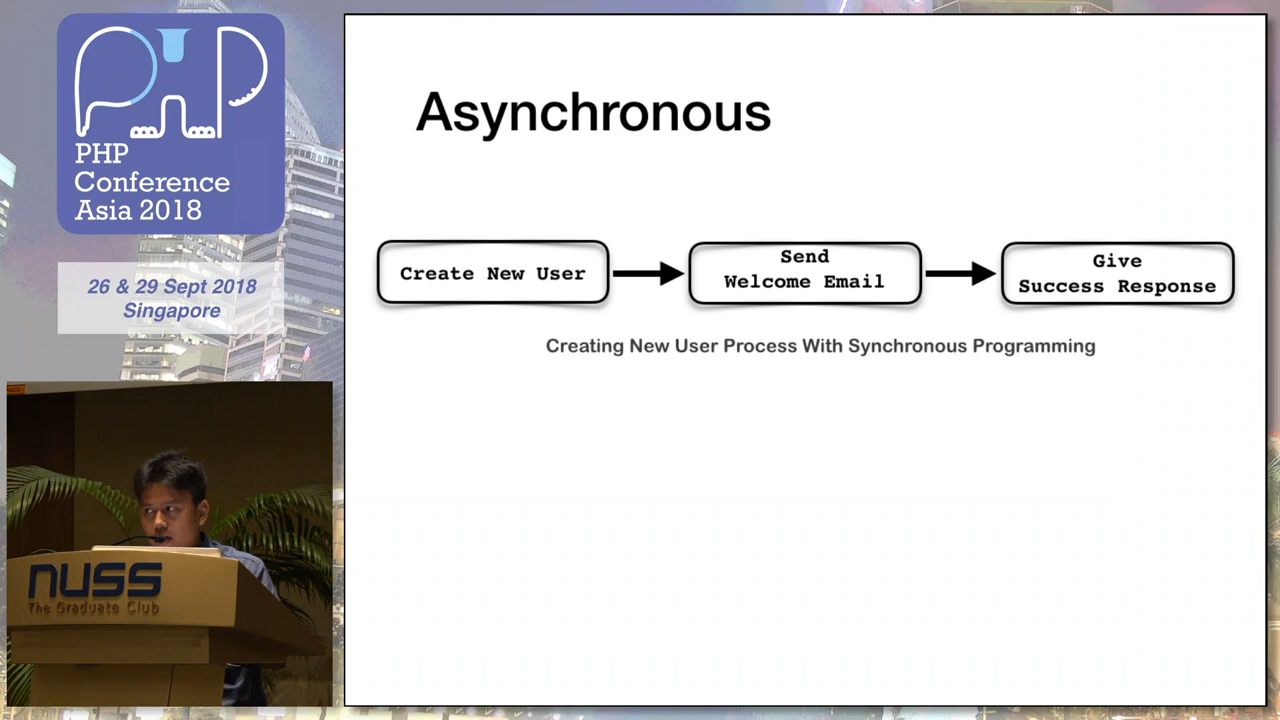 PHP
Conference
Asia 2018
26 & 29 Sept 2018
Singapore
Asynchronous
Create New User
Send
Welcome Email
Give
Success Response
Creating New User Process With Synchronous Programming
NUSS
The Graduate Club